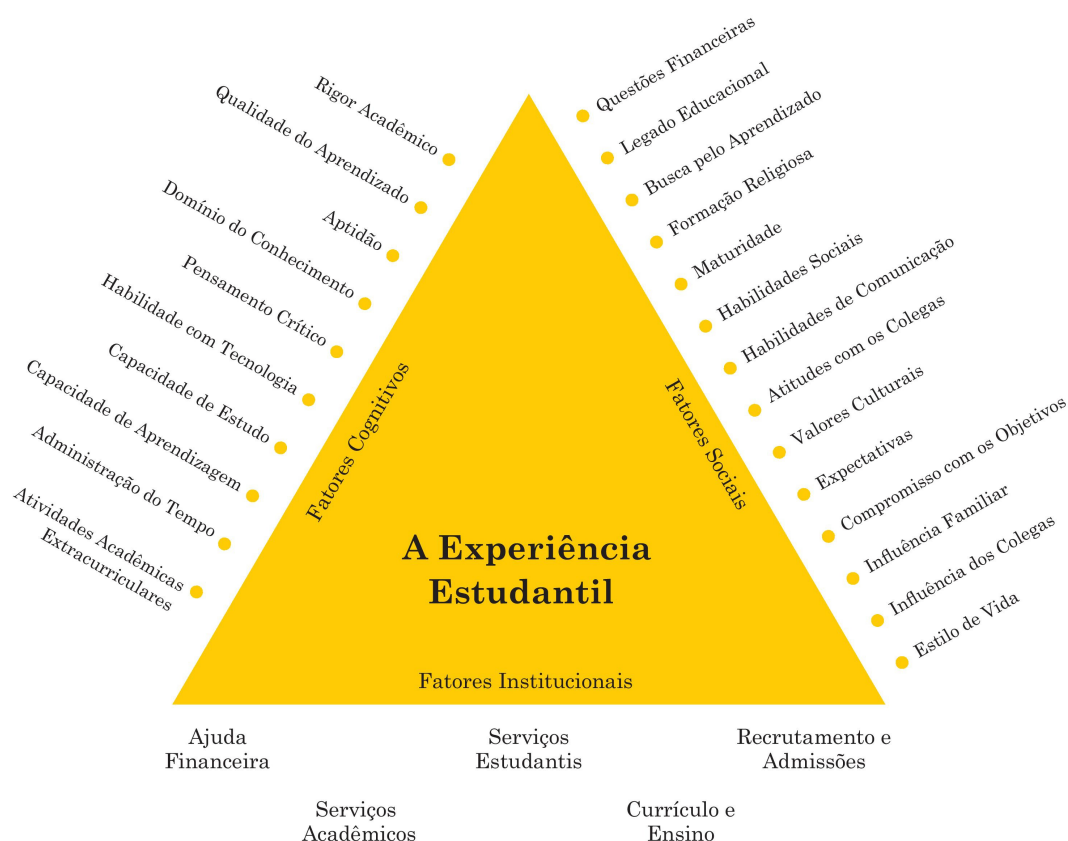 Rigor Acadêmico
Qualidade do Aprendizado
Aptidão
Domínio do Conhecimento
Pensamento Crítico
Habilidade com Tecnologia
Capacidade de Estudo
Capacidade de Aprendizagem
Administração do Tempo
Atividades Acadêmicas
Extracurriculares
Fatores Cognitivos
Questões Financeiras
Legado Educacional
Busca pelo Aprendizado
Formação Religiosa
Maturidade
Habilidades Sociais
Habilidades de Comunicação
Atitudes com os Colegas
Valores Culturais
Expectativas
Compromisso com os Objetivos
Influência Familiar
Influência dos Colegas
Estilo de Vida
Fatores Sociais
A Experiência
Estudantil
Fatores Institucionais
Ajuda
Financeira
Serviços
Estudantis
Recrutamento e
Admissões
Serviços
Acadêmicos
Currículo e
Ensino